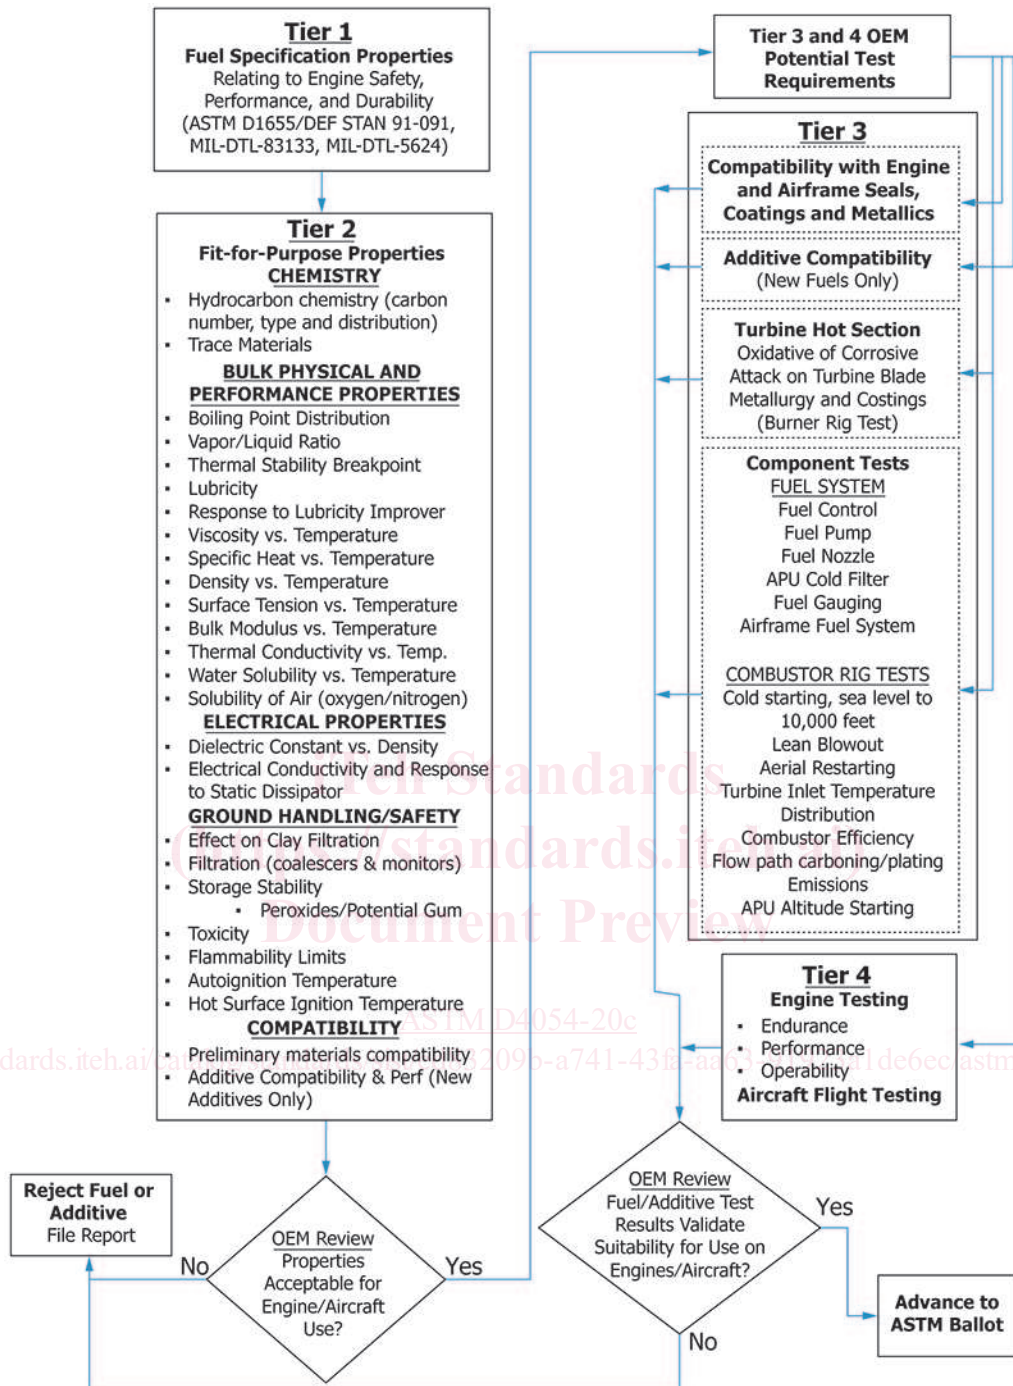 Tier 1
Fuel Specification Properties
Relating to Engine Safety,
Performance, and Durability
(ASTM D1655/DEF STAN 91-091,
MIL-DTL-83133, MIL-DTL-5624)
Tier 2
Fit-for-Purpose Properties
CHEMISTRY
▪ Hydrocarbon chemistry (carbon
number, type and distribution)
▪ Trace Materials
BULK PHYSICAL AND
PERFORMANCE PROPERTIES
▪ Boiling Point Distribution
▪ Vapor/Liquid Ratio
▪ Thermal Stability Breakpoint
▪ Lubricity
▪ Response to Lubricity Improver
▪ Viscosity vs. Temperature
▪ Specific Heat vs. Temperature
▪ Density vs. Temperature
▪ Surface Tension vs. Temperature
▪ Bulk Modulus vs. Temperature
▪ Thermal Conductivity vs. Temp.
▪ Water Solubility vs. Temperature
▪ Solubility of Air (oxygen/nitrogen)
ELECTRICAL PROPERTIES
▪ Dielectric Constant vs. Density
▪ Electrical Conductivity and Response
to Static Dissipator
GROUND HANDLING/SAFETY
▪ Effect on Clay Filtration
▪ Filtration (coalescers & monitors)
▪ Storage Stability
▪ Peroxides/Potential Gum
▪ Toxicity
▪ Flammability Limits
▪ Autoignition Temperature
▪ Hot Surface Ignition Temperature
COMPATIBILITY
▪ Preliminary materials compatibility
▪ Additive Compatibility & Perf (New
Additives Only)
OEM Review
Properties
Acceptable for
Engine/Aircraft
Use?
No
Yes
Reject Fuel or
Additive
File Report
Tier 3 and 4 OEM
Potential Test
Requirements
Tier 3
Compatibility with Engine
and Airframe Seals,
Coatings and Metallics
Additive Compatibility
(New Fuels Only)
Turbine Hot Section
Oxidative of Corrosive
Attack on Turbine Blade
Metallurgy and Costings
(Burner Rig Test)
Component Tests
FUEL SYSTEM
Fuel Control
Fuel Pump
Fuel Nozzle
APU Cold Filter
Fuel Gauging
Airframe Fuel System
COMBUSTOR RIG TESTS
Cold starting, sea level to
10,000 feet
Lean Blowout
Aerial Restarting
Turbine Inlet Temperature
Distribution
Combustor Efficiency
Flow path carboning/plating
Emissions
APU Altitude Starting
Tier 4
Engine Testing
▪ Endurance
▪ Performance
▪ Operability
Aircraft Flight Testing
OEM Review
Fuel/Additive Test
Results Validate
Suitability for Use on
Engines/Aircraft?
Yes
No
Advance to
ASTM Ballot
iTeh Standards
(https://standards.iteh.ai)
Document Preview
ASTM D4054-20c